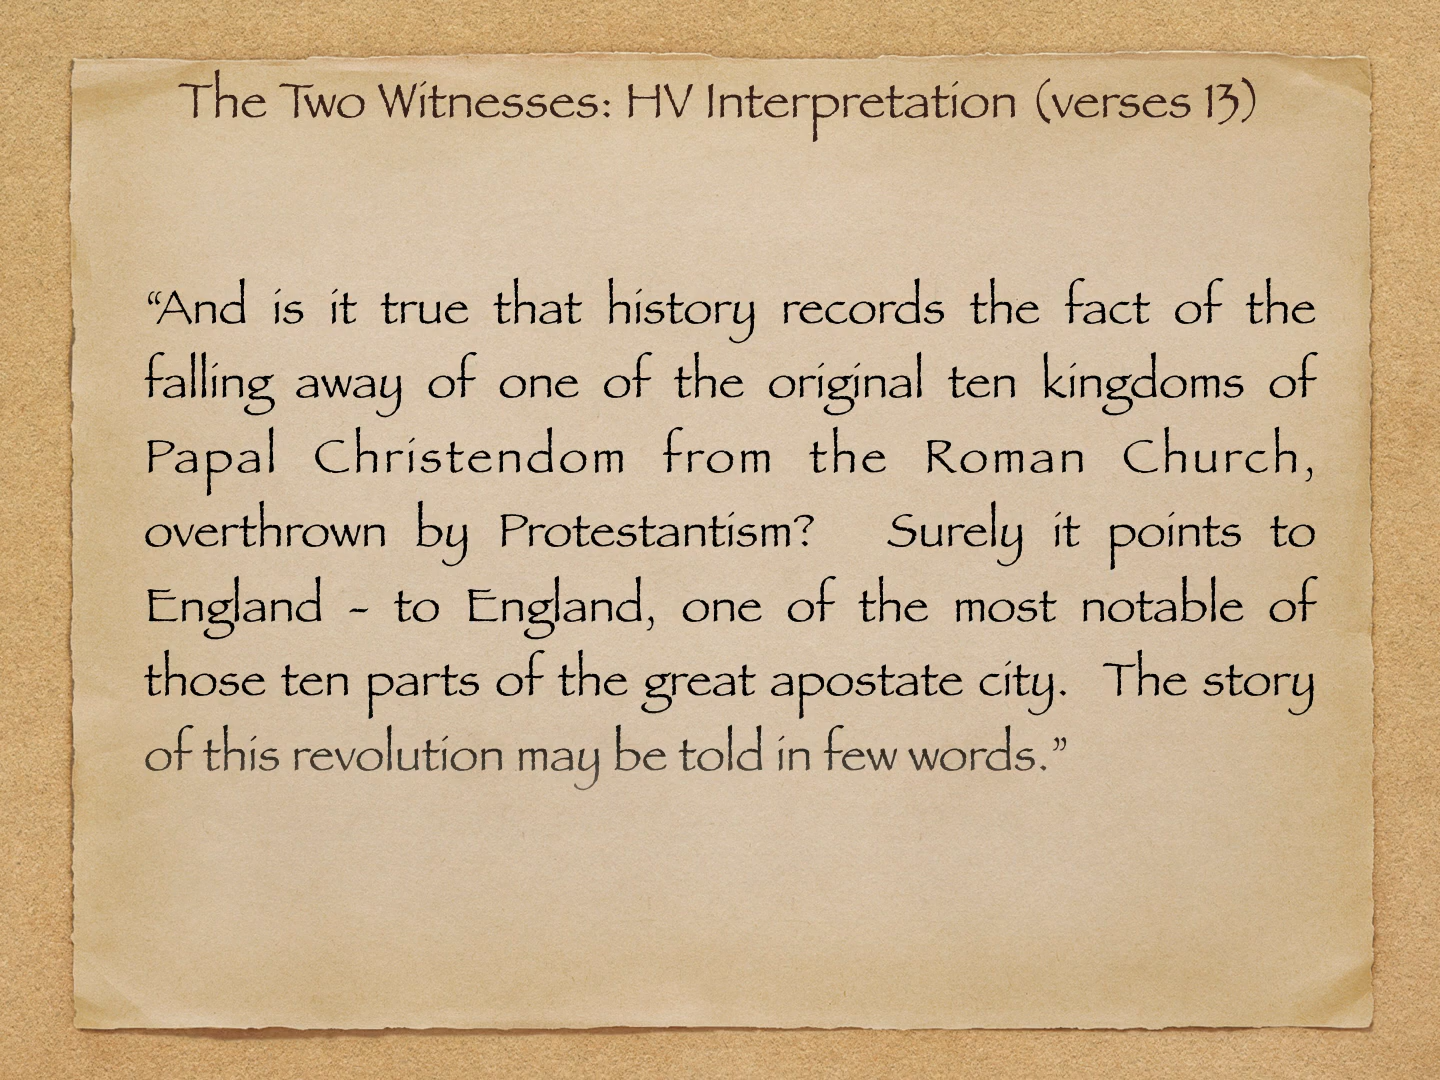 The Two Witnesses: HV Interpretation (verses 13)
“And is it true that history records the fact of the
falling away of one of the original ten kingdoms of
Papal Christendom from the Roman Church,
overthrown by Protestantism?  Surely it points to
England - to England, one of the most notable of
those ten parts of the great apostate city.  The story
of this revolution may be told in few words.”